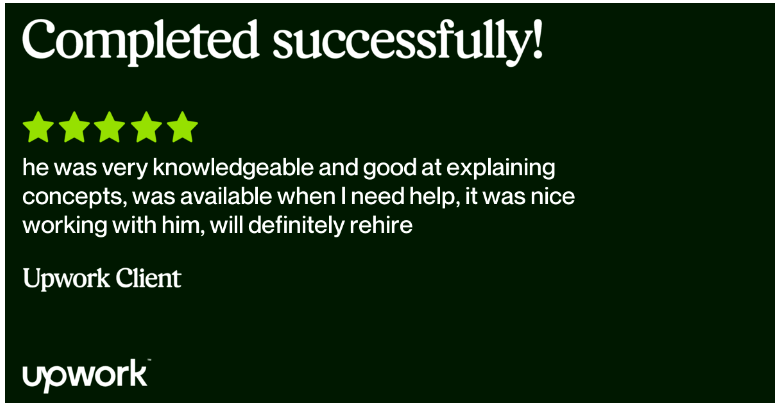 Completed successfully!
he was very knowledgeable and good at explaining
concepts, was available when I need help, it was nice
working with him, will definitely rehire
Upwork Client
upwork™